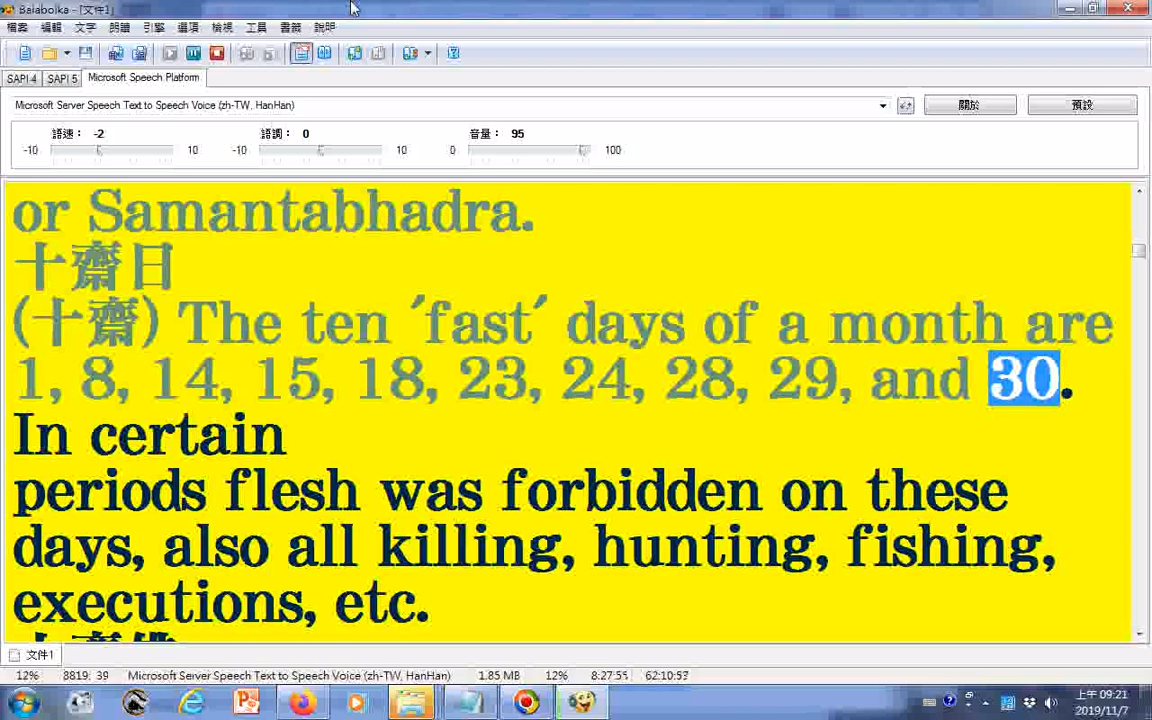 Balabolka - [文件1]
檔案 編輯 文字 朗讀 引擎 選項 檢視 工具 書籤 說明
SAPI 4 SAPI 5 Microsoft Speech Platform
Microsoft Server Speech Text to Speech Voice (zh-TW, HanHan) 關於 預設
語速： -2 語調： 0 音量： 95
-10 10 -10 10 0 100
or Samantabhadra.
十齋日
(十齋) The ten 'fast' days of a month are
1, 8, 14, 15, 18, 23, 24, 28, 29, and 30.
In certain
periods flesh was forbidden on these
days, also all killing, hunting, fishing,
executions, etc.
文件1
12% 8819, 39 Microsoft Server Speech Text to Speech Voice (zh-TW, HanHan) 1.85 MB 12% 8:27:55 62:10:57
上午 09:21
2019/11/7